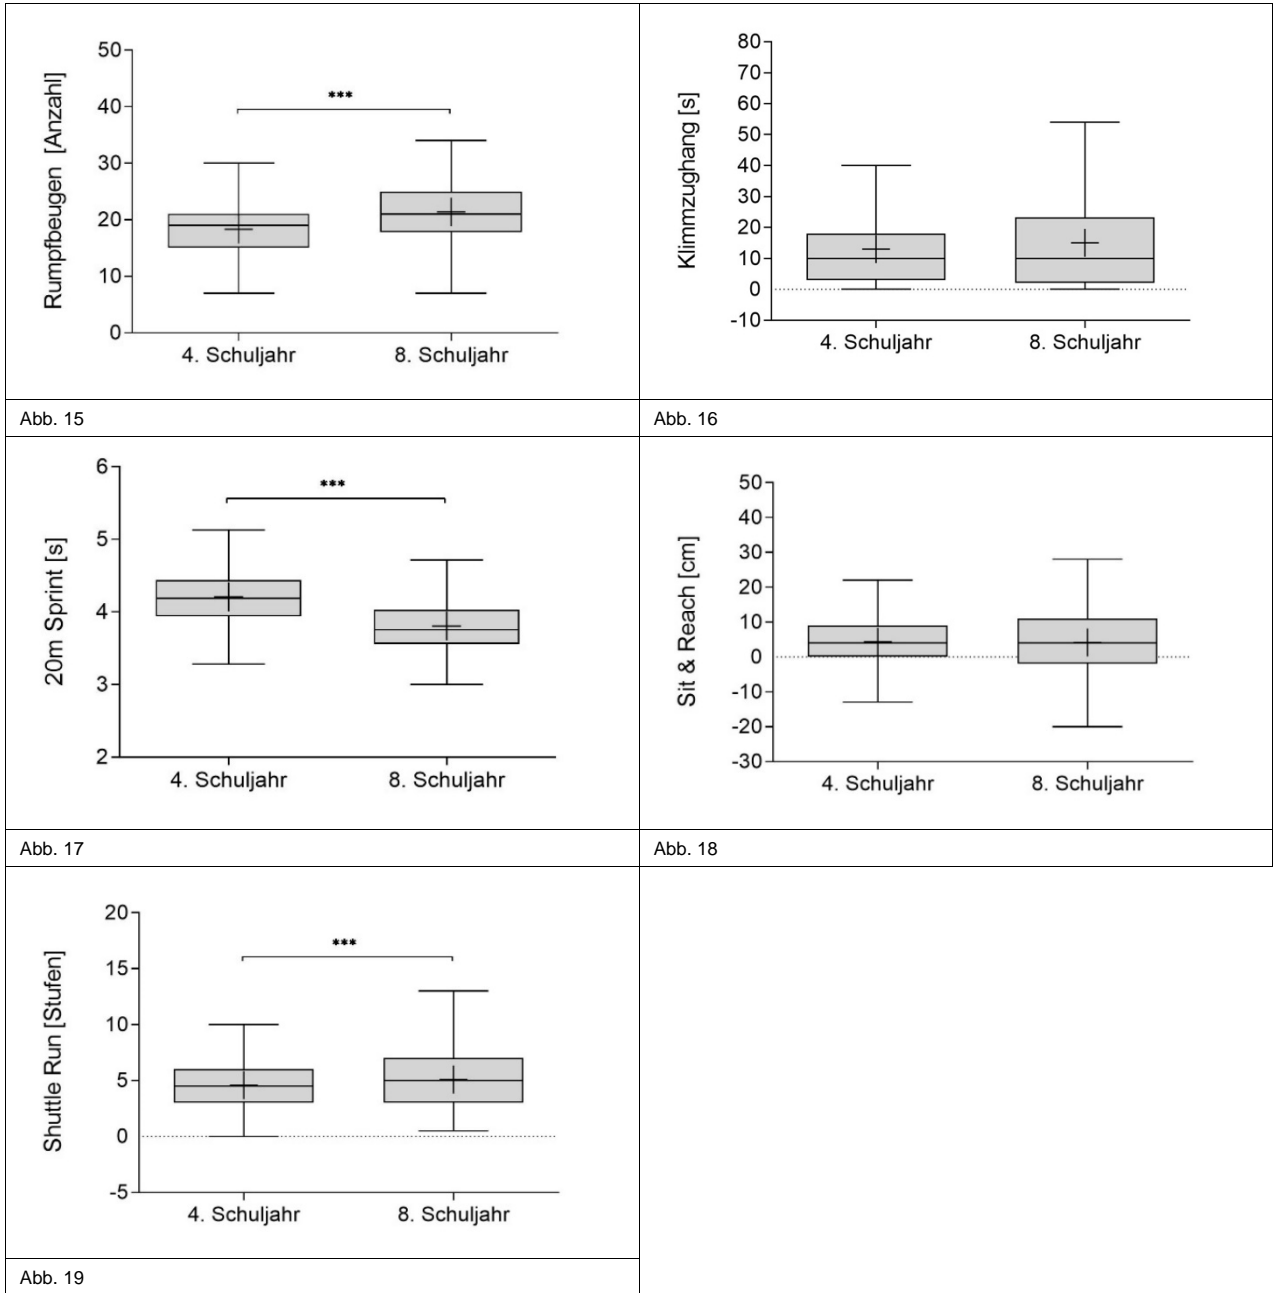 50
40
30
20
10
0
Rumpfbeugen [Anzahl]
***
4. Schuljahr
8. Schuljahr
Abb. 15
80
70
60
50
40
30
20
10
0
-10
Klimmzughang [s]
4. Schuljahr
8. Schuljahr
Abb. 16
6
5
4
3
2
20m Sprint [s]
***
4. Schuljahr
8. Schuljahr
Abb. 17
50
40
30
20
10
0
-10
-20
-30
Sit & Reach [cm]
4. Schuljahr
8. Schuljahr
Abb. 18
20
15
10
5
0
-5
Shuttle Run [Stufen]
***
4. Schuljahr
8. Schuljahr
Abb. 19